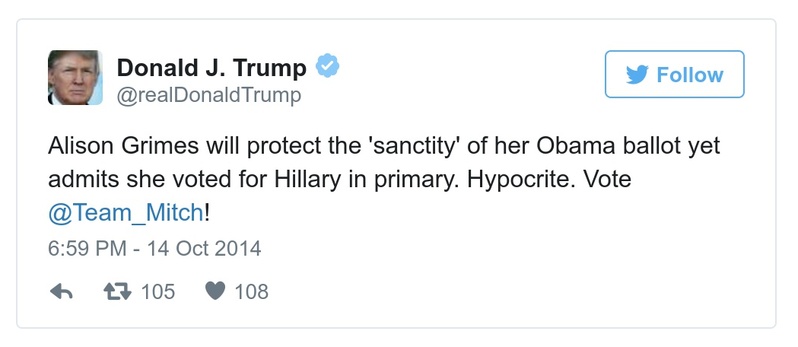 Donald J. Trump
@realDonaldTrump
Follow
Alison Grimes will protect the 'sanctity' of her Obama ballot yet
admits she voted for Hillary in primary. Hypocrite. Vote
@Team_Mitch!
6:59 PM - 14 Oct 2014
105 108